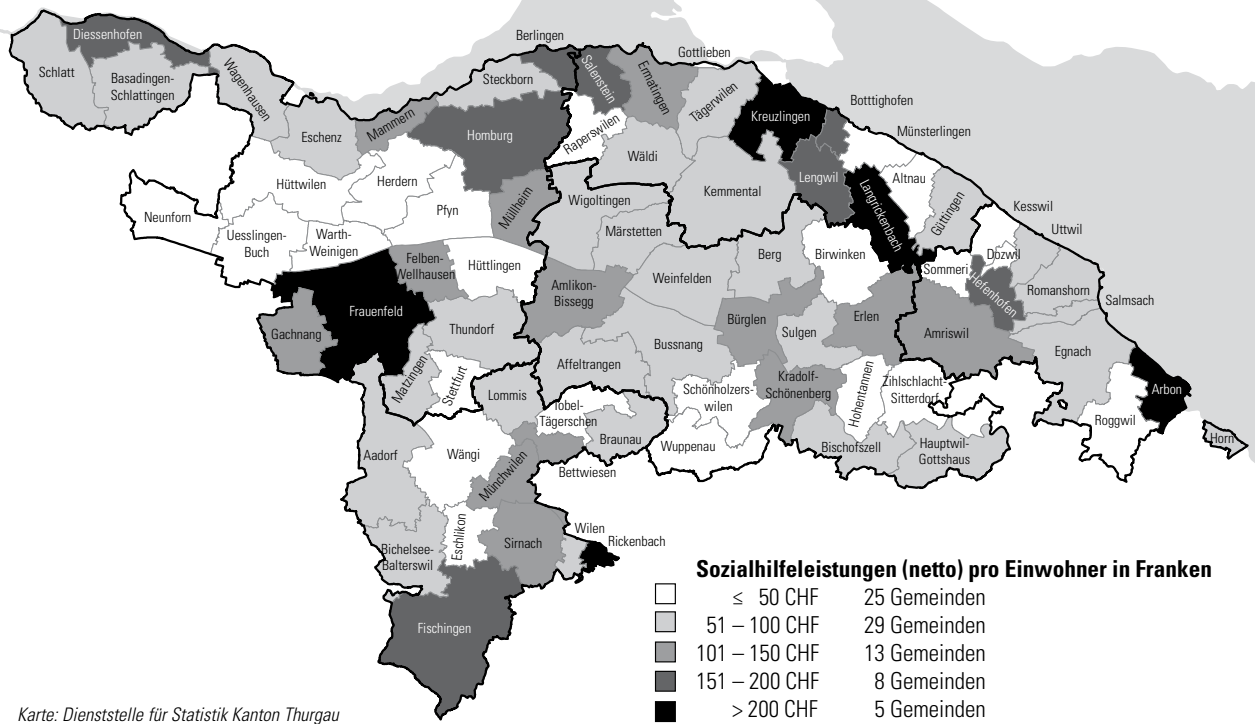 Diessenhofen
Schlatt
Basadingen-
Schlattingen
Wagenhausen
Eschenz
Mammern
Steckborn
Berlingen
Salenstein
Ermatingen
Gottlieben
Tägerwilen
Kreuzlingen
Botttighofen
Münsterlingen
Homburg
Raperswilen
Wäldi
Kemmental
Lengwil
Langrickenbach
Altnau
Güttingen
Kesswil
Uttwil
Neunforn
Hüttwilen
Herdern
Pfyn
Müllheim
Wigoltingen
Märstetten
Uesslingen-
Buch
Warth-
Weinigen
Felben-
Wellhausen
Hüttlingen
Amlikon-
Bissegg
Weinfelden
Berg
Birwinken
Sommeri
Dozwil
Hefenhofen
Romanshorn
Salmsach
Frauenfeld
Gachnang
Thundorf
Matzingen
Stettfurt
Affeltrangen
Bussnang
Bürglen
Sulgen
Erlen
Amriswil
Egnach
Arbon
Lommis
Tobel-
Tägerschen
Braunau
Schönholzers-
wilen
Kradolf-
Schönenberg
Hohentannen
Zihlschlacht-
Sitterdorf
Roggwil
Horn
Aadorf
Wängi
Münchwilen
Bettwiesen
Wuppenau
Bischofszell
Hauptwil-
Gottshaus
Bichelsee-
Balterswil
Eschlikon
Sirnach
Wilen
Rickenbach
Fischingen
Sozialhilfeleistungen (netto) pro Einwohner in Franken
≤ 50 CHF 25 Gemeinden
51 – 100 CHF 29 Gemeinden
101 – 150 CHF 13 Gemeinden
151 – 200 CHF 8 Gemeinden
> 200 CHF 5 Gemeinden
Karte: Dienststelle für Statistik Kanton Thurgau